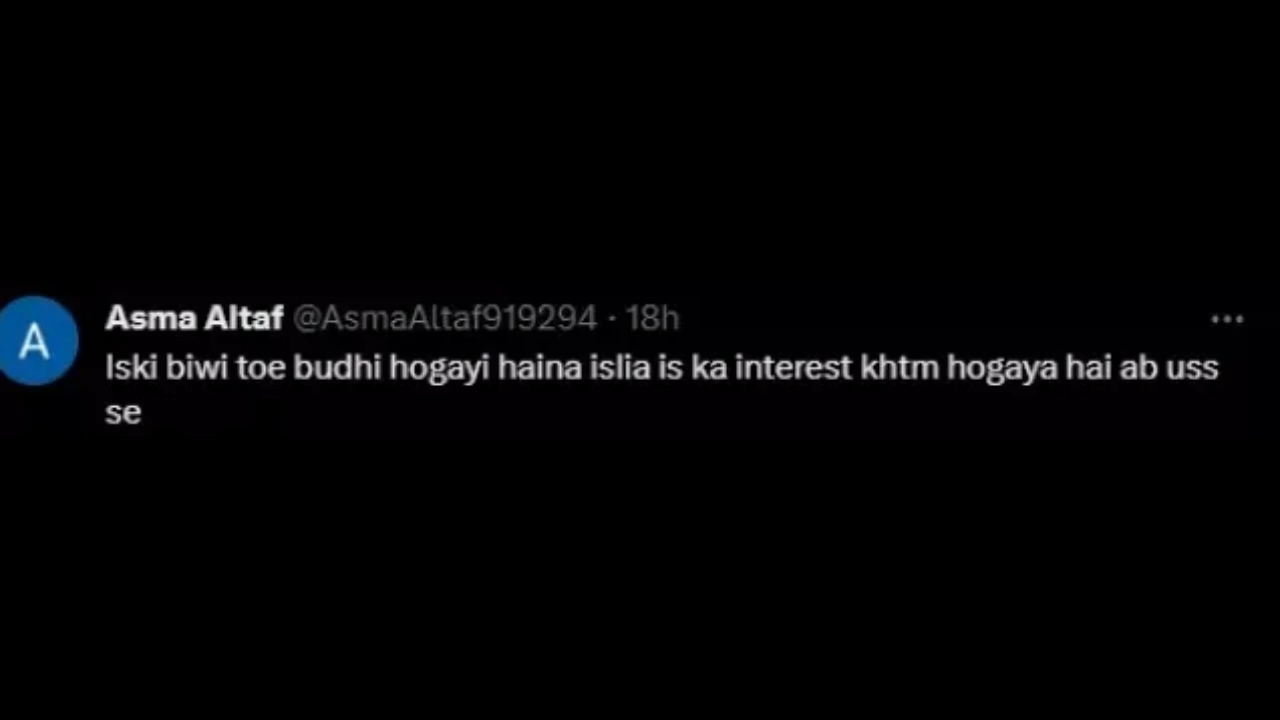 A
Asma Altaf @AsmaAltaf919294 · 18h
Iski biwi toe budhi hogayi haina islia is ka interest khtm hogaya hai ab uss
se